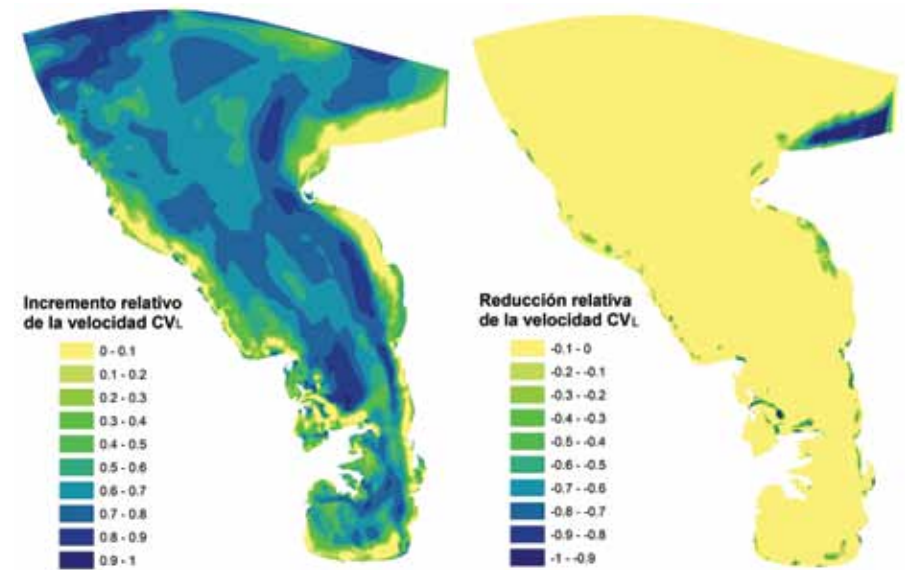 Incremento relativo
de la velocidad CVL
0 - 0.1
0.1 - 0.2
0.2 - 0.3
0.3 - 0.4
0.4 - 0.5
0.5 - 0.6
0.6 - 0.7
0.7 - 0.8
0.8 - 0.9
0.9 - 1
Reducción relativa
de la velocidad CVL
-0.1 - 0
-0.2 - -0.1
-0.3 - -0.2
-0.4 - -0.3
-0.5 - -0.4
-0.6 - -0.5
-0.7 - -0.6
-0.8 - -0.7
-0.9 - -0.8
-1 - -0.9